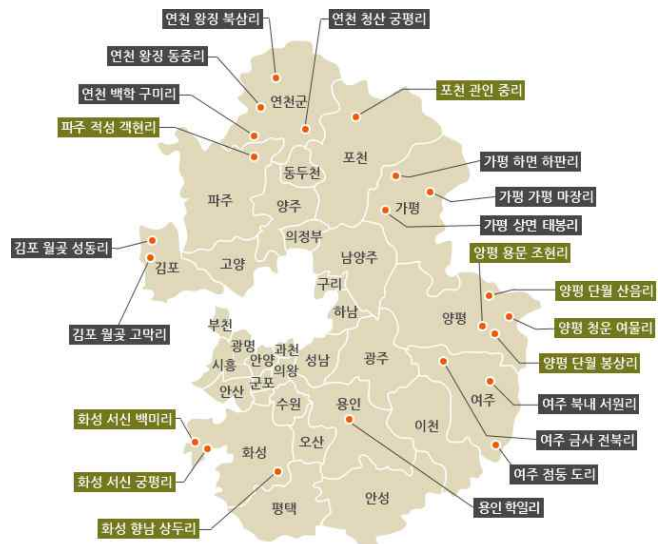 연천 왕징 북삼리
연천 청산 궁평리
연천 왕징 동중리
연천 백학 구미리
파주 적성 객현리
포천 관인 중리
연천군
포천
동두천
가평 하면 하판리
가평 가평 마장리
가평 상면 태봉리
가평
파주
양주
의정부
김포 월곶 성동리
김포
고양
남양주
양평 용문 조현리
구리
양평 단월 산음리
김포 월곶 고막리
하남
양평
양평 청운 여물리
부천
광명
과천
시흥
안양
의왕
성남
광주
양평 단월 봉상리
안산
군포
수원
용인
이천
여주
여주 북내 서원리
화성 서신 백미리
화성
오산
여주 금사 전북리
화성 서신 궁평리
여주 점동 도리
화성 향남 상두리
평택
안성
용인 학일리